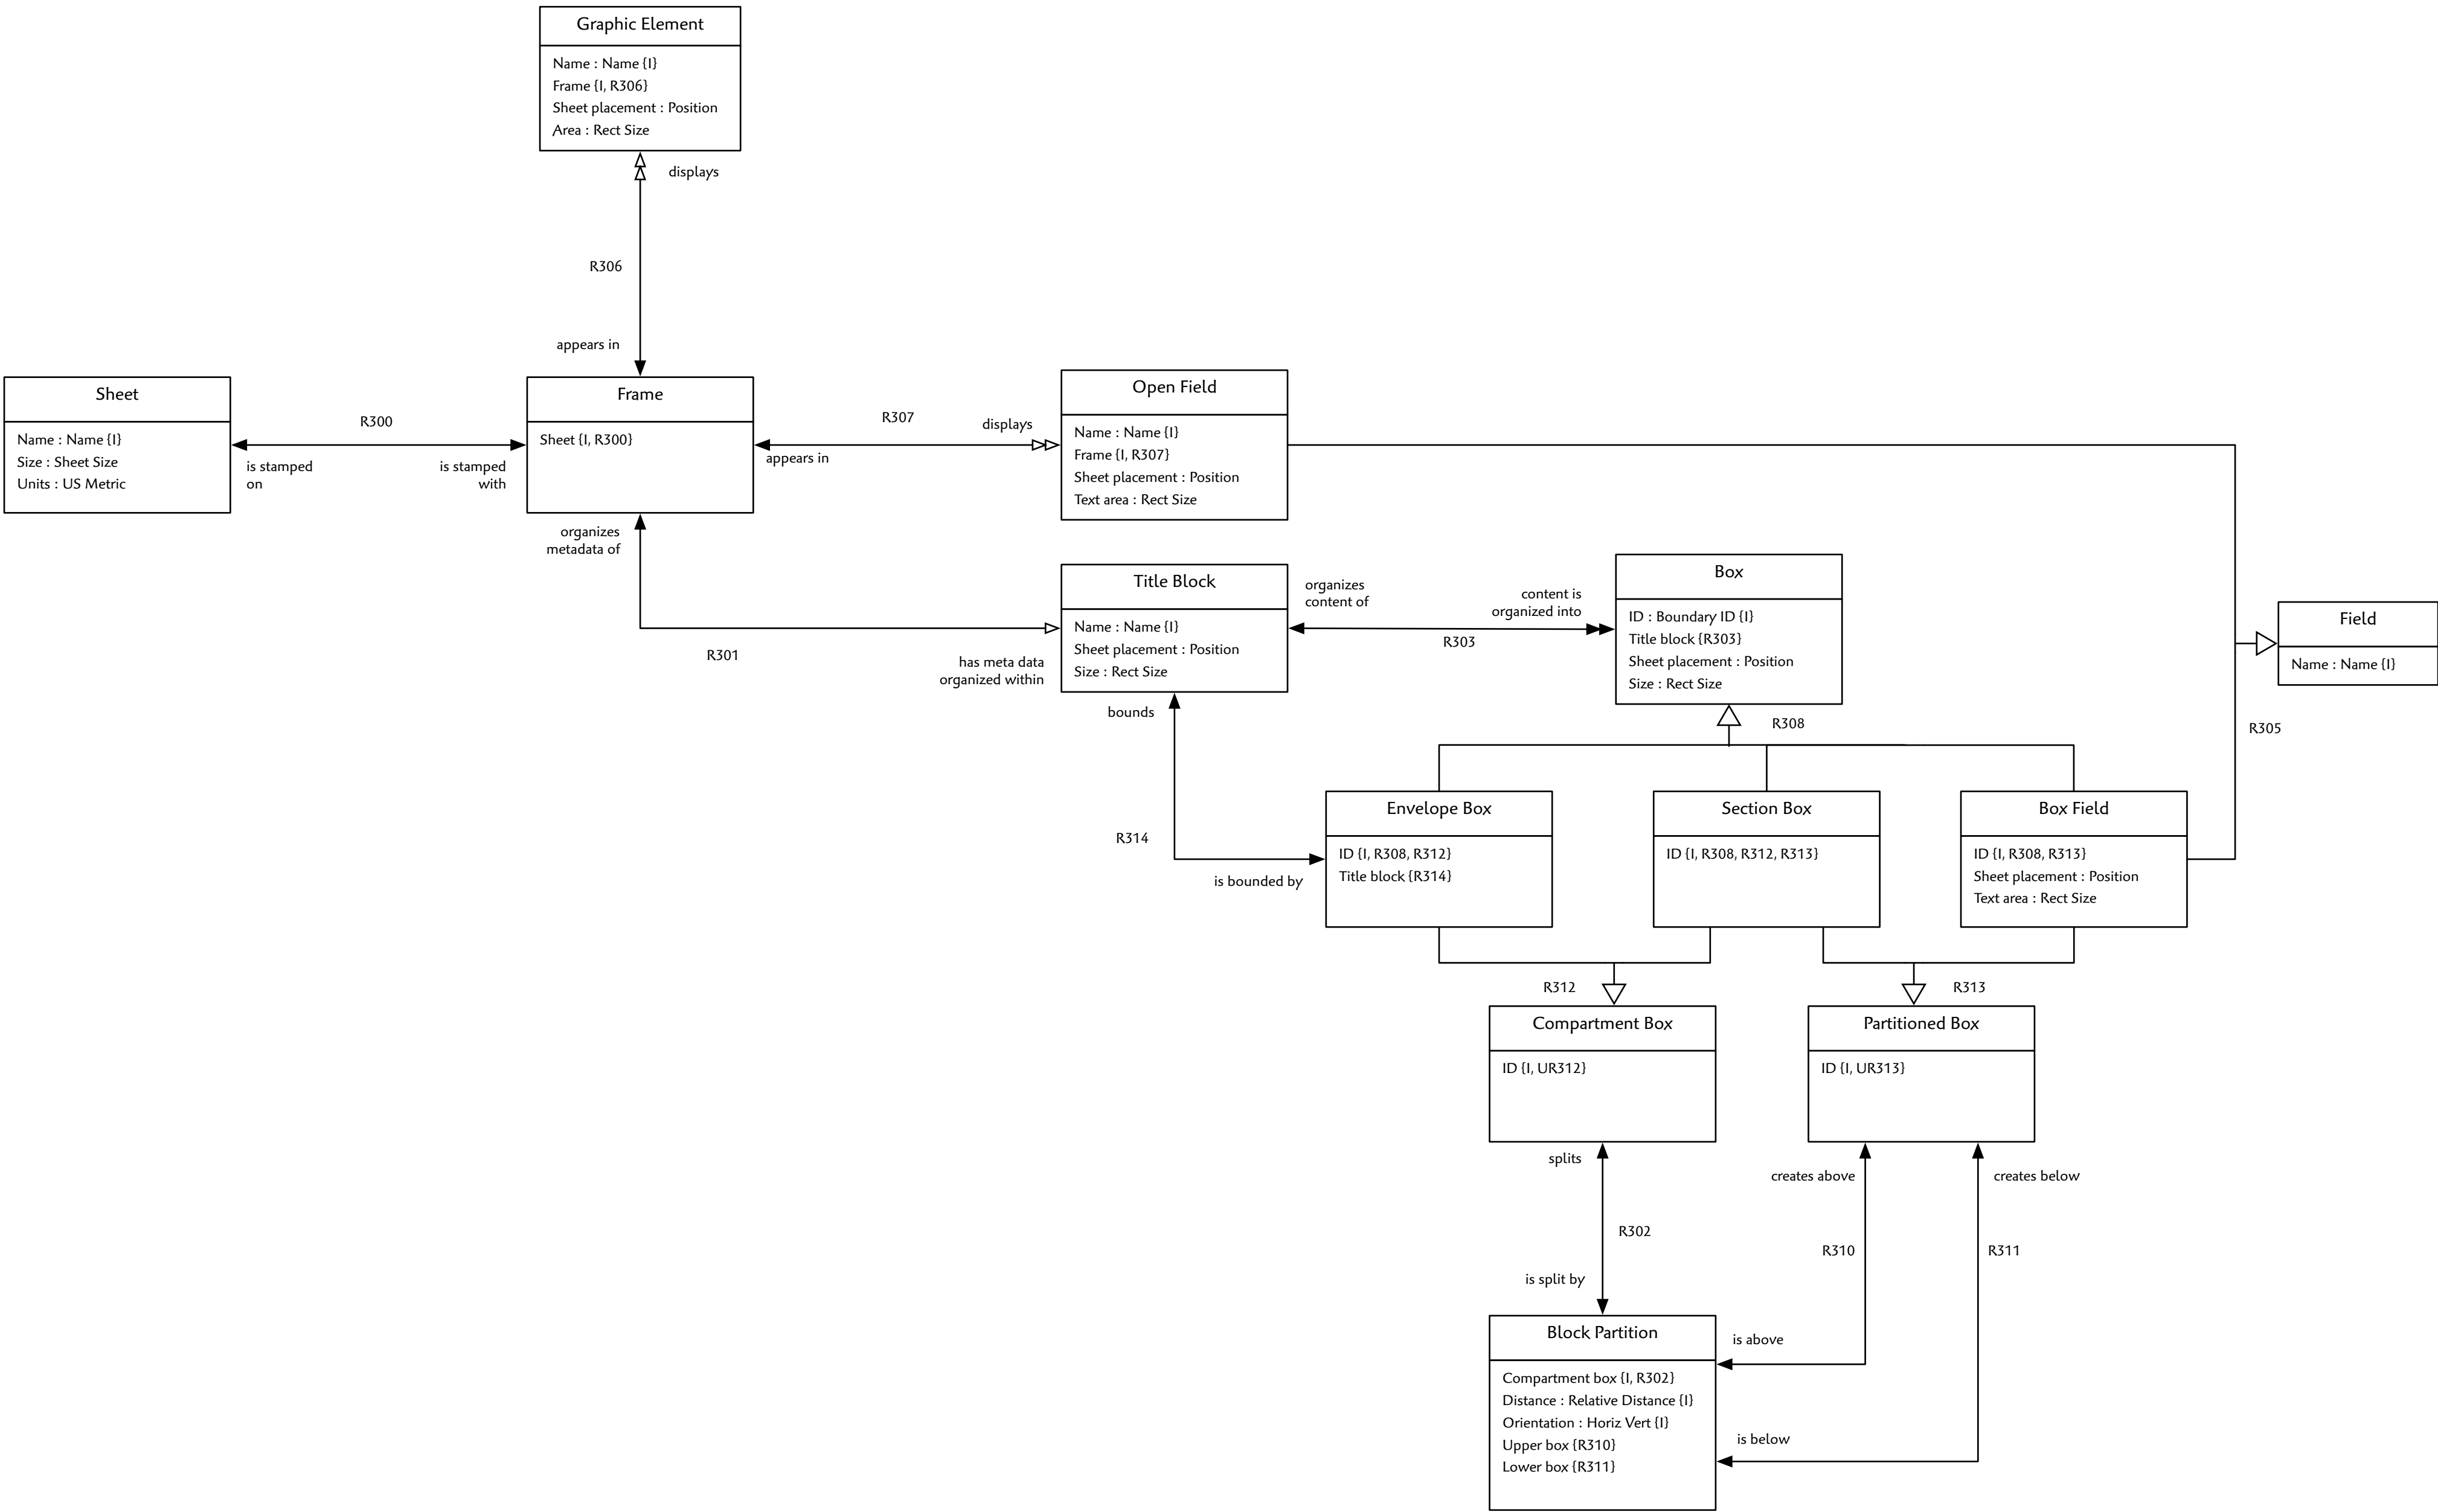 Graphic Element
Name : Name {I}
Frame {I, R306}
Sheet placement : Position
Area : Rect Size
displays
R306
appears in
Sheet
Name : Name {I}
Size : Sheet Size
Units : US Metric
R300
is stamped
on
is stamped
with
Frame
Sheet {I, R300}
R307
displays
appears in
Open Field
Name : Name {I}
Frame {I, R307}
Sheet placement : Position
Text area : Rect Size
organizes
metadata of
R301
has meta data
organized within
Title Block
Name : Name {I}
Sheet placement : Position
Size : Rect Size
organizes
content of
content is
organized into
R303
Box
ID : Boundary ID {I}
Title block {R303}
Sheet placement : Position
Size : Rect Size
Field
Name : Name {I}
R305
R308
bounds
R314
is bounded by
Envelope Box
ID {I, R308, R312}
Title block {R314}
Section Box
ID {I, R308, R312, R313}
Box Field
ID {I, R308, R313}
Sheet placement : Position
Text area : Rect Size
R312
R313
Compartment Box
ID {I, UR312}
Partitioned Box
ID {I, UR313}
splits
R302
is split by
creates above
creates below
R310
R311
Block Partition
Compartment box {I, R302}
Distance : Relative Distance {I}
Orientation : Horiz Vert {I}
Upper box {R310}
Lower box {R311}
is above
is below